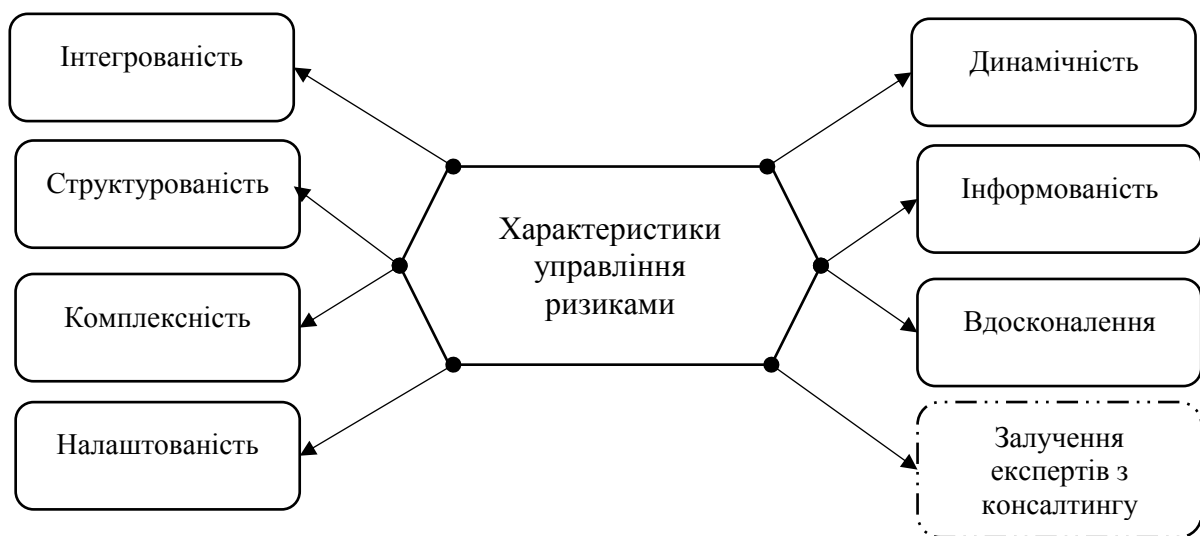 Інтегрованість
Структурованість
Комплексність
Налаштованість
Характеристики
управління
ризиками
Динамічність
Інформованість
Вдосконалення
Залучення
експертів з
консалтингу